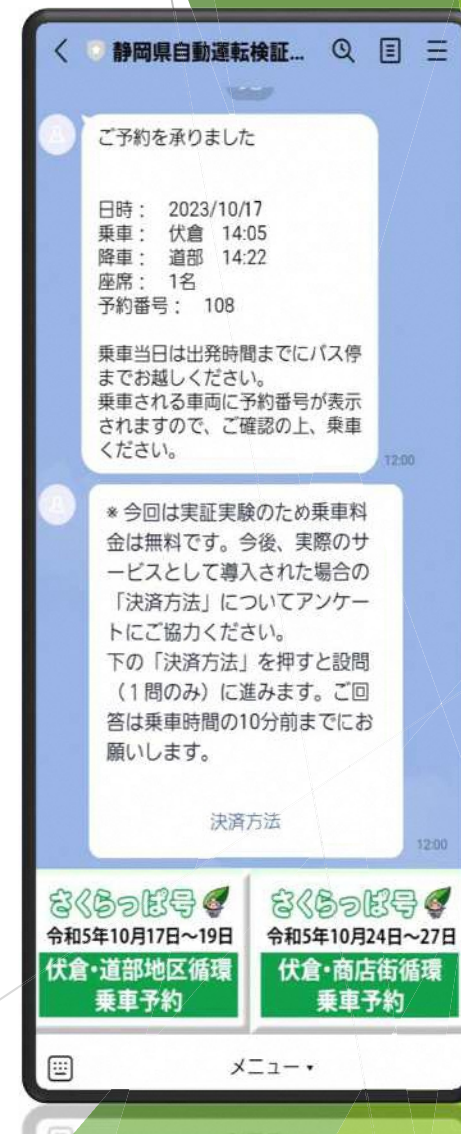 静岡県自動運転検証...
ご予約を承りました
日時： 2023/10/17
乗車： 伏倉 14:05
降車： 道部 14:22
座席： 1名
予約番号： 108
乗車当日は出発時間までにバス停
までお越しください。
乗車される車両に予約番号が表示
されますので、ご確認の上、乗車
ください。
12:00
* 今回は実証実験のため乗車料
金は無料です。今後、実際のサ
ービスとして導入された場合の
「決済方法」についてアンケー
トにご協力ください。
下の「決済方法」を押すと設問
（１問のみ）に進みます。ご回
答は乗車時間の10分前までにお
願いします。
決済方法
12:00
さくらっぱ号
令和5年10月17日～19日
伏倉・道部地区循環
乗車予約
さくらっぱ号
令和5年10月24日～27日
伏倉・商店街循環
乗車予約
メニュー ▾